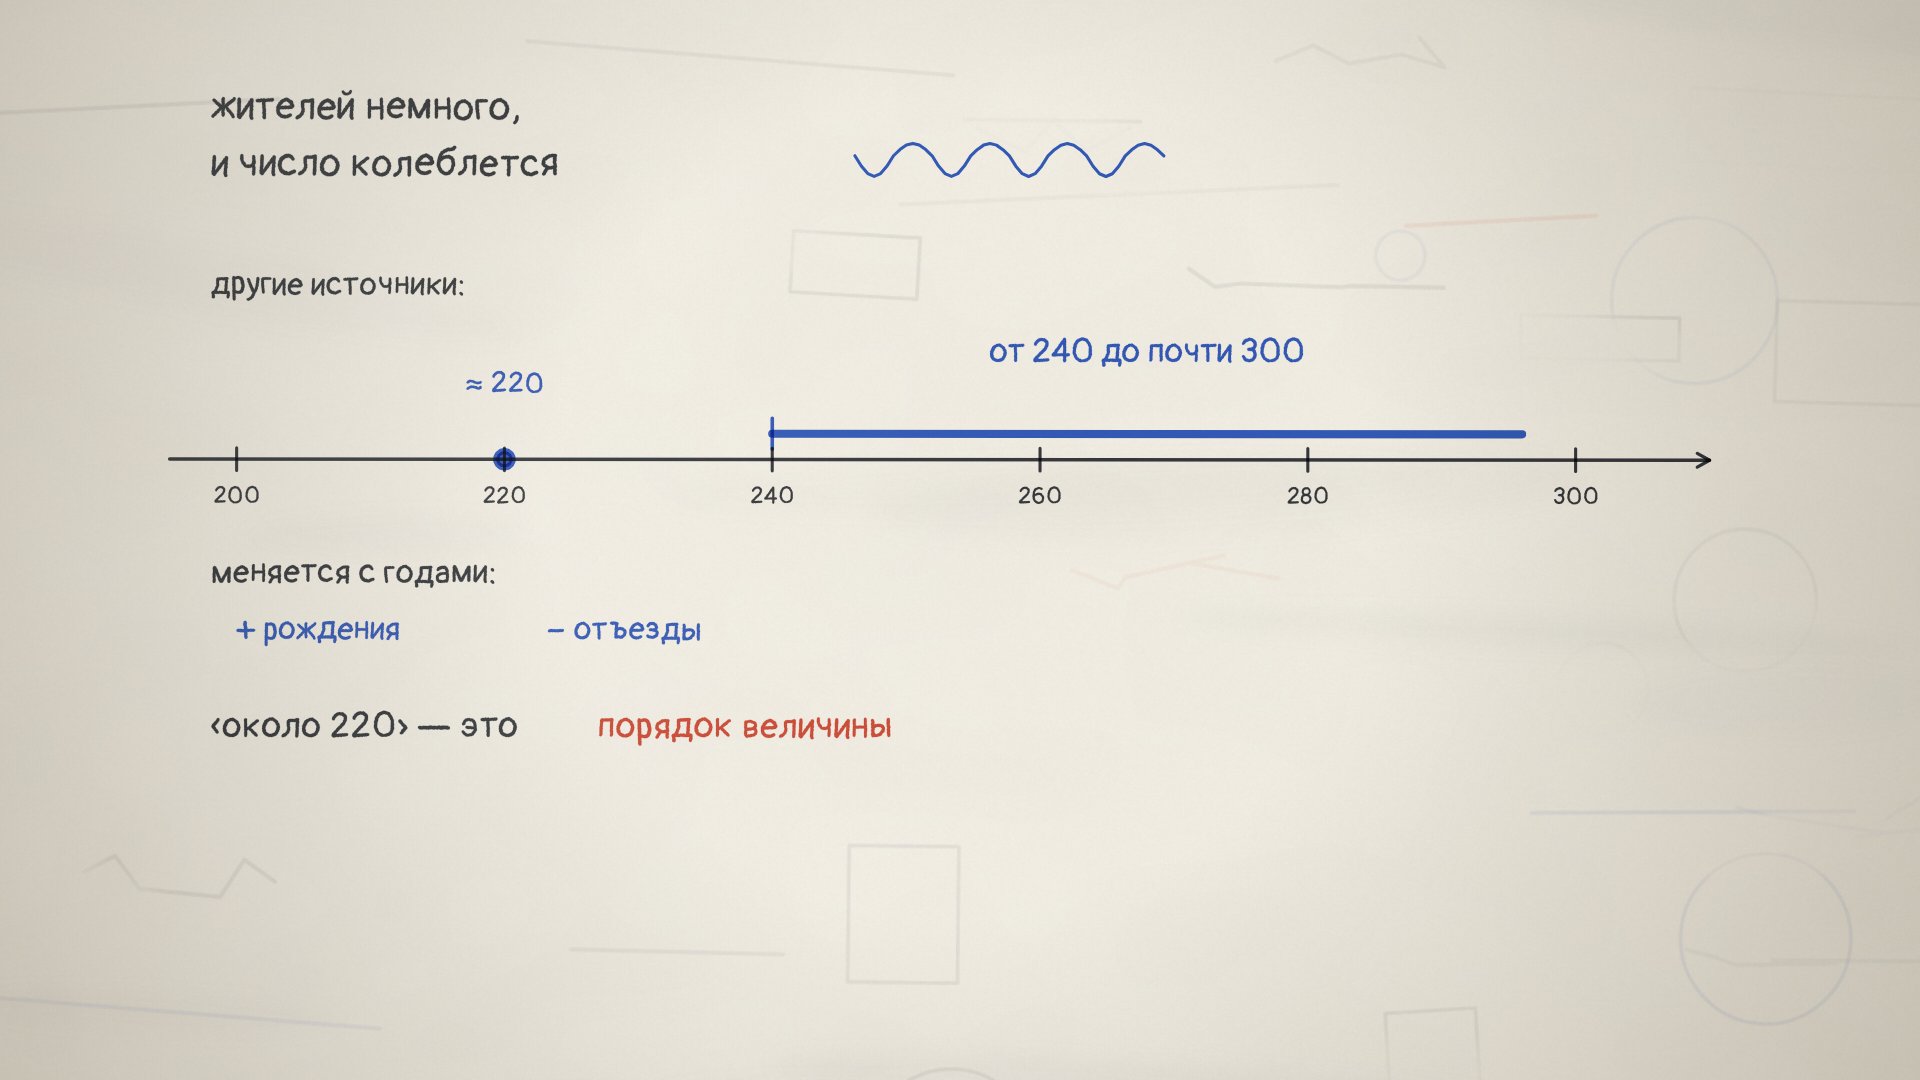 жителей немного,
и число колеблется
другие источники:
от 240 до почти 300
≈ 220
200 220 240 260 280 300
меняется с годами:
+ рождения – отъезды
‹около 220› — это порядок величины